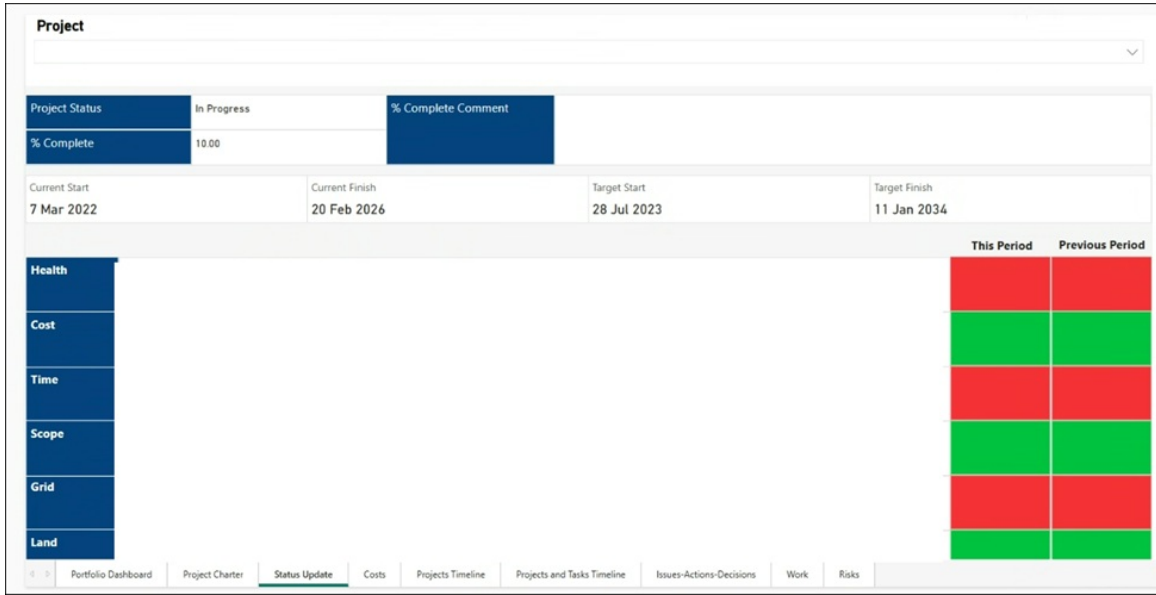 Project
Project Status In Progress % Complete Comment
% Complete 10.00
Current Start Current Finish Target Start Target Finish
7 Mar 2022 20 Feb 2026 28 Jul 2023 11 Jan 2034
This Period Previous Period
Health
Cost
Time
Scope
Grid
Land
Portfolio Dashboard Project Charter Status Update Costs Projects Timeline Projects and Tasks Timeline Issues-Actions-Decisions Work Risks